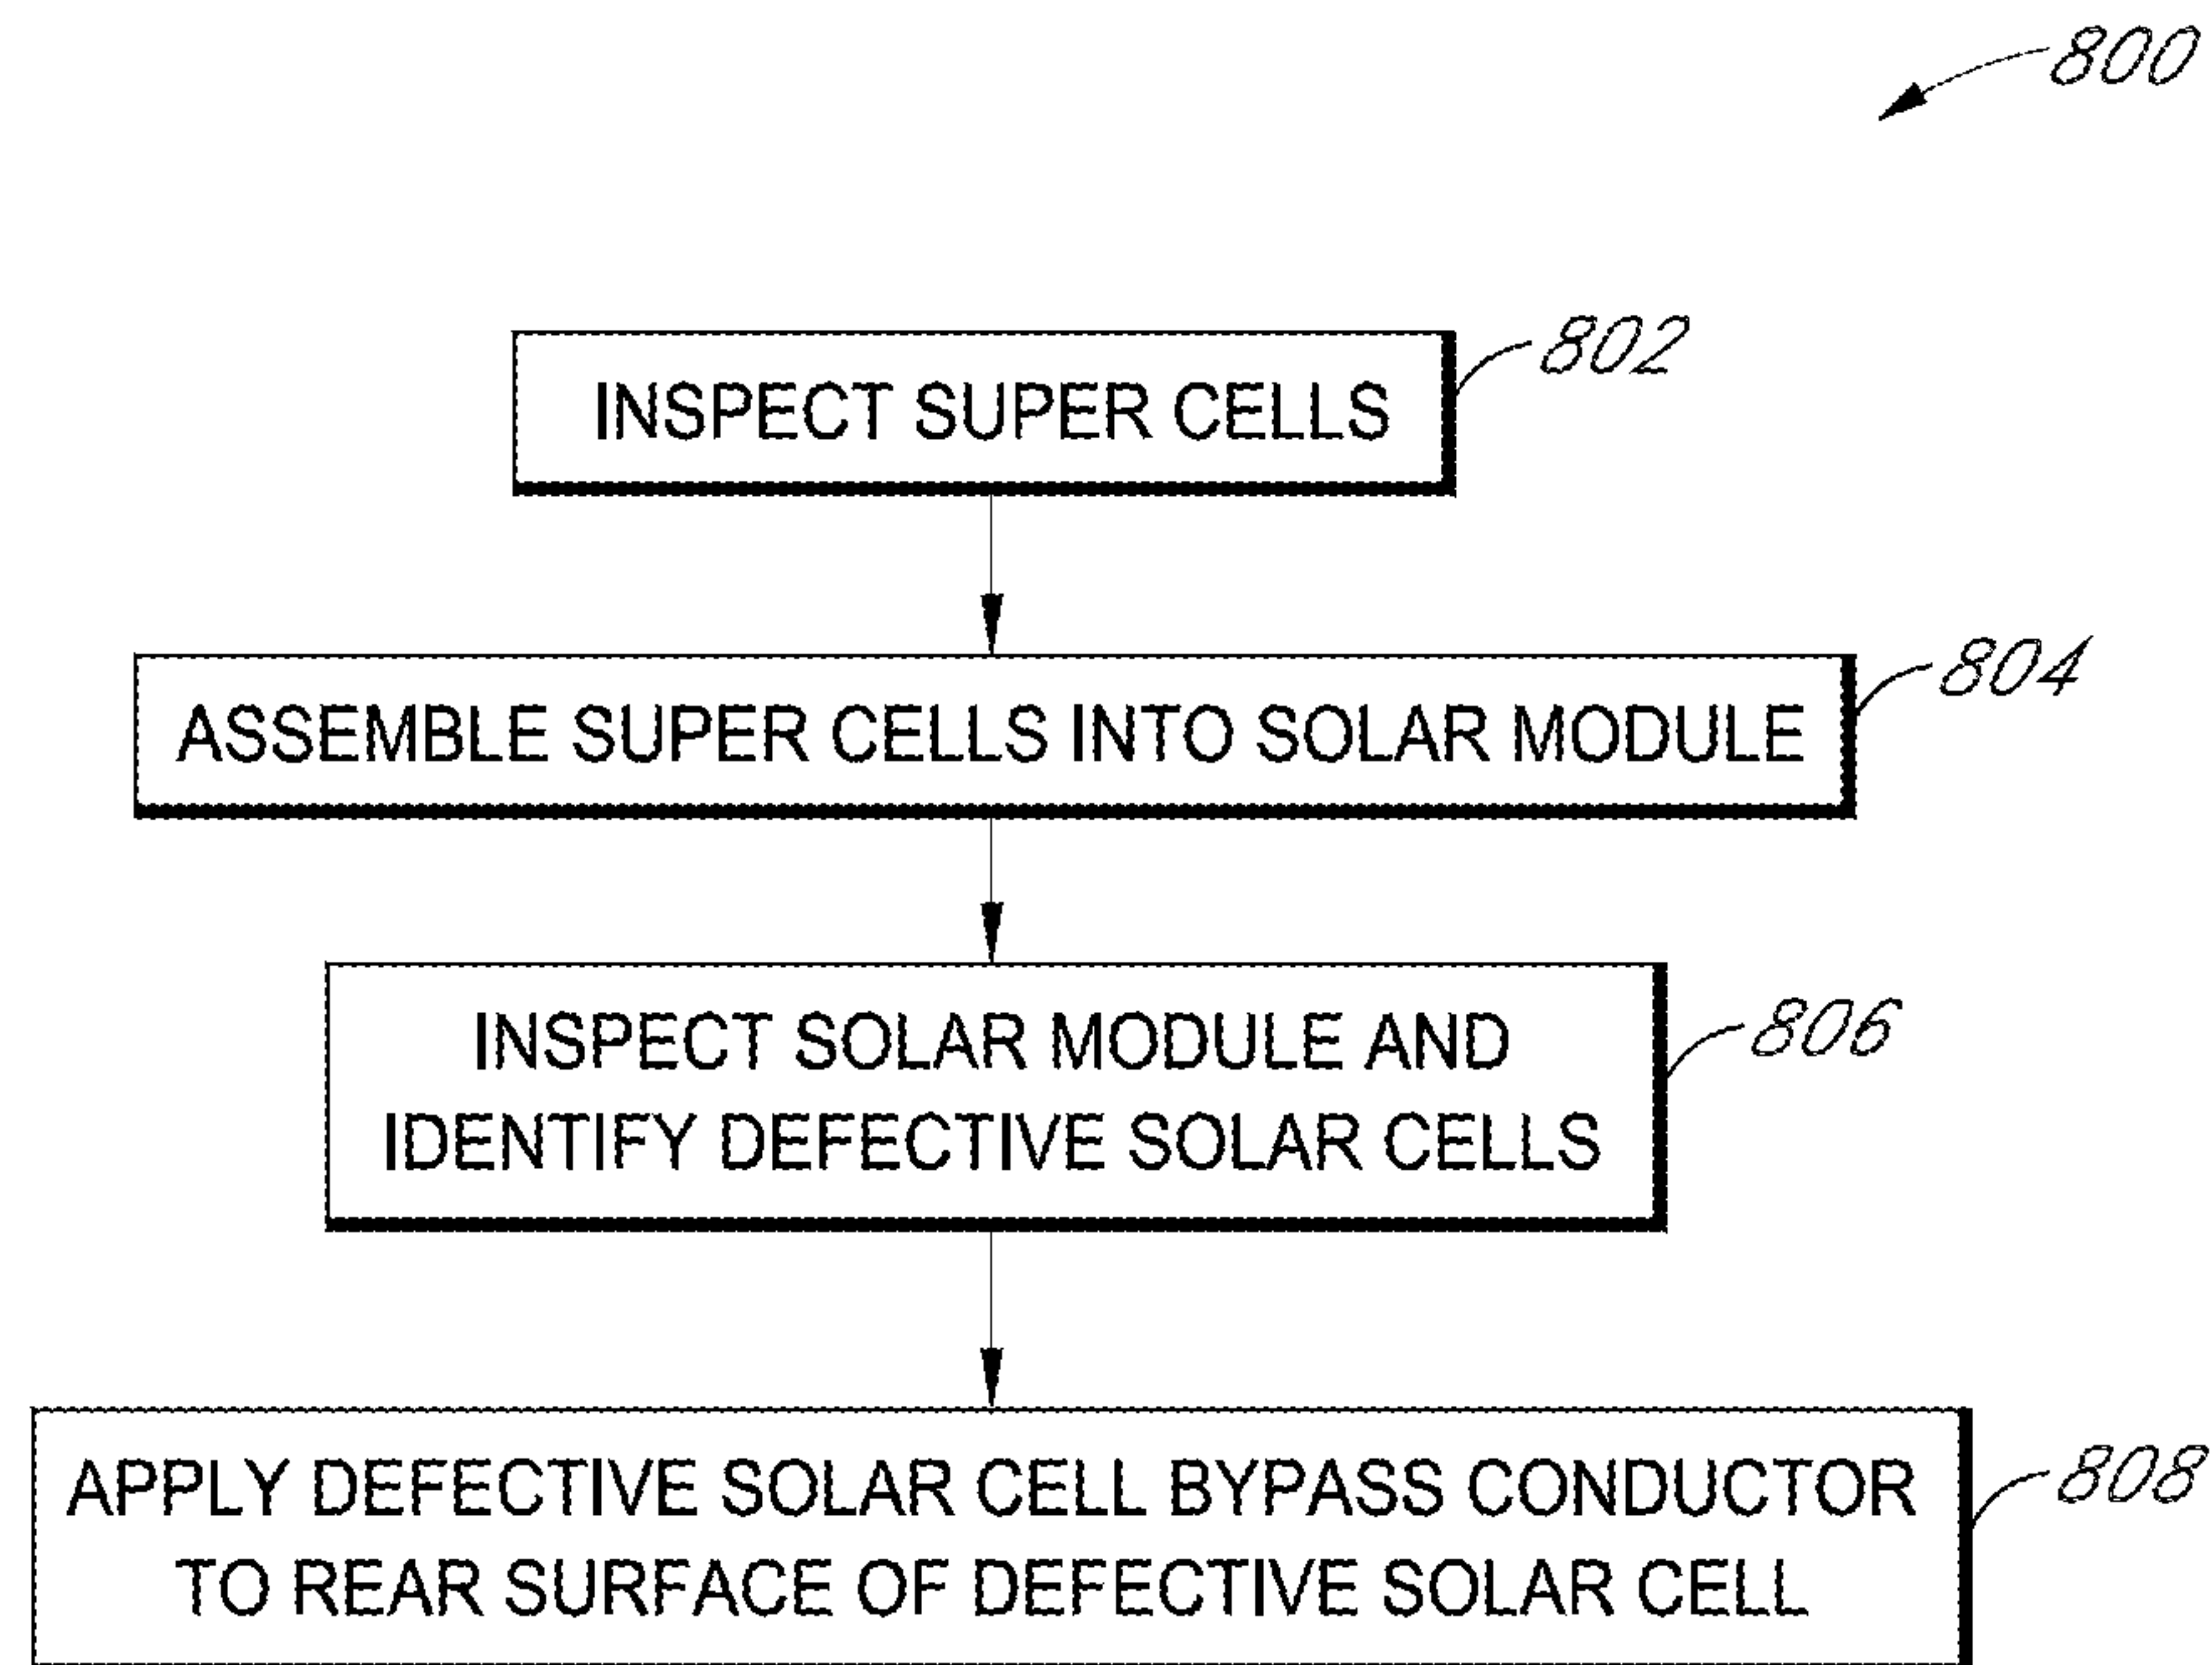 800
INSPECT SUPER CELLS
802
ASSEMBLE SUPER CELLS INTO SOLAR MODULE
804
INSPECT SOLAR MODULE AND
IDENTIFY DEFECTIVE SOLAR CELLS
806
APPLY DEFECTIVE SOLAR CELL BYPASS CONDUCTOR
TO REAR SURFACE OF DEFECTIVE SOLAR CELL
808